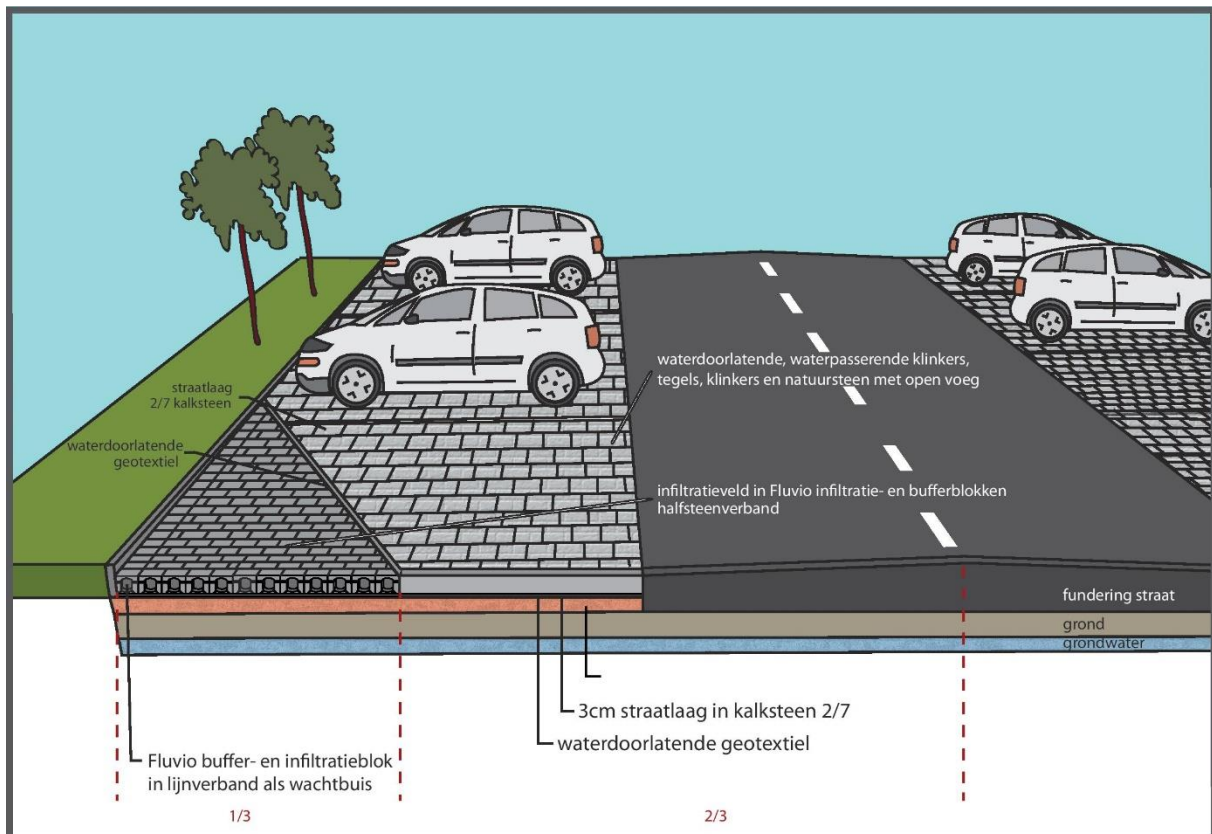 straatlaag
2/7 kalksteen
waterdoorlatende
geotextiel
waterdoorlatende, waterpasserende klinkers,
tegels, klinkers en natuursteen met open voeg
infiltratieveld in Fluvio infiltratie- en bufferblokken
halfsteenverband
fundering straat
grond
grondwater
3cm straatlaag in kalksteen 2/7
waterdoorlatende geotextiel
Fluvio buffer- en infiltratieblok
in lijnverband als wachtbuis
1/3
2/3